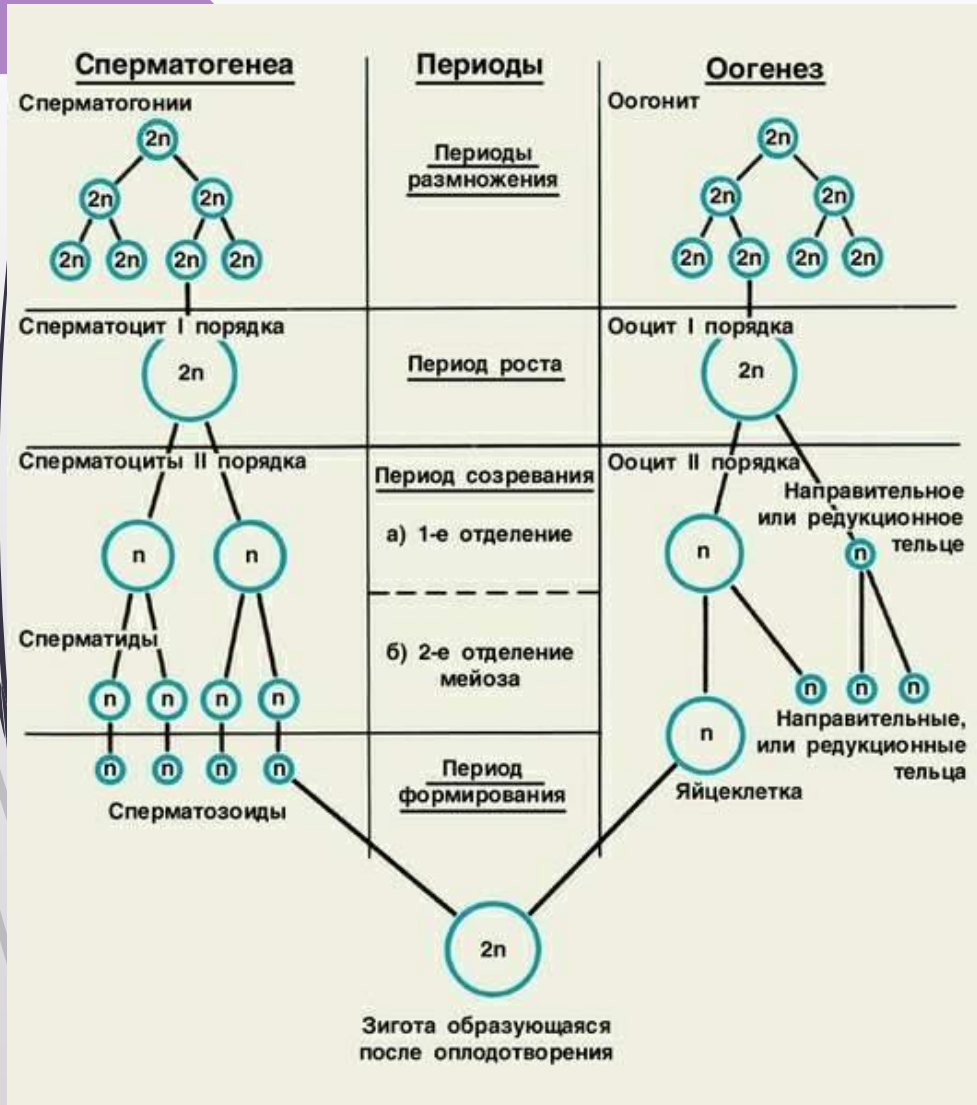 Сперматогенеа
Периоды
Оогенез
Сперматогонии
2n
2n
2n
2n
2n
2n
2n
Периоды
размножения
Оогонит
2n
2n
2n
2n
2n
2n
2n
Сперматоцит I порядка
2n
Период роста
Ооцит I порядка
2n
Сперматоциты II порядка
n
n
Период созревания
а) 1-е отделение
Ооцит II порядка
n
Направительное
или редукционное
тельце
n
Сперматиды
n
n
n
n
б) 2-е отделение
мейоза
n
n
n
Направительные,
или редукционные
тельца
n
Яйцеклетка
n
n
n
n
Сперматозоиды
Период
формирования
2n
Зигота образующаяся
после оплодотворения